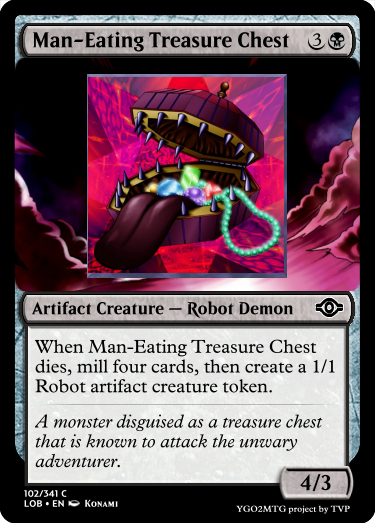 Man-Eating Treasure Chest 3
Artifact Creature — Robot Demon
When Man-Eating Treasure Chest
dies, mill four cards, then create a 1/1
Robot artifact creature token.
A monster disguised as a treasure chest
that is known to attack the unwary
adventurer.
4/3
102/341 C
LOB • EN Konami
YGO2MTG project by TVP